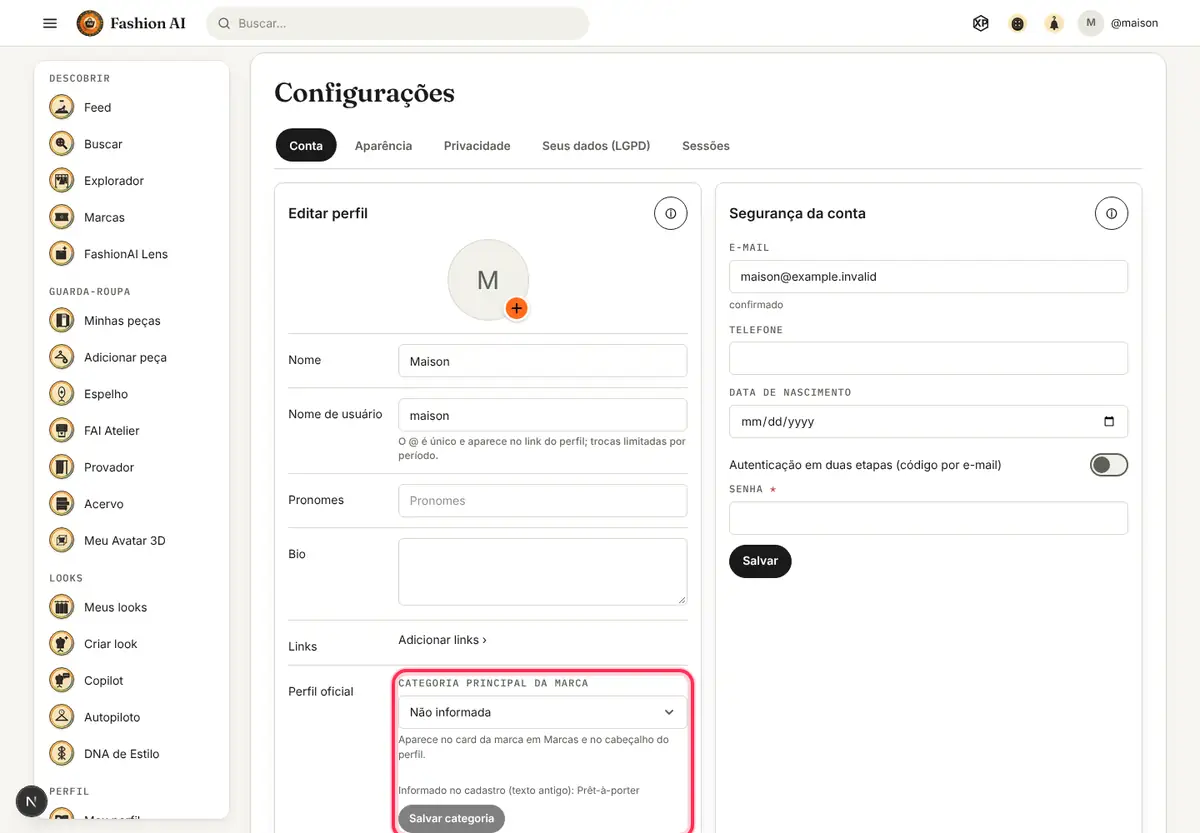 Fashion AI
Buscar...
XP
M
@maison
DESCOBRIR
Feed
Buscar
Explorador
Marcas
FashionAI Lens
GUARDA-ROUPA
Minhas peças
Adicionar peça
Espelho
FAI Atelier
Provador
Acervo
Meu Avatar 3D
LOOKS
Meus looks
Criar look
Copilot
Autopiloto
DNA de Estilo
PERFIL
Meu perfil
N
Configurações
Conta
Aparência
Privacidade
Seus dados (LGPD)
Sessões
Editar perfil
M
Nome
Maison
Nome de usuário
maison
O @ é único e aparece no link do perfil; trocas limitadas por
período.
Pronomes
Pronomes
Bio
Links
Adicionar links ›
Perfil oficial
CATEGORIA PRINCIPAL DA MARCA
Não informada
Aparece no card da marca em Marcas e no cabeçalho do
perfil.
Informado no cadastro (texto antigo): Prêt-à-porter
Salvar categoria
Segurança da conta
E-MAIL
maison@example.invalid
confirmado
TELEFONE
DATA DE NASCIMENTO
mm/dd/yyyy
Autenticação em duas etapas (código por e-mail)
SENHA *
Salvar